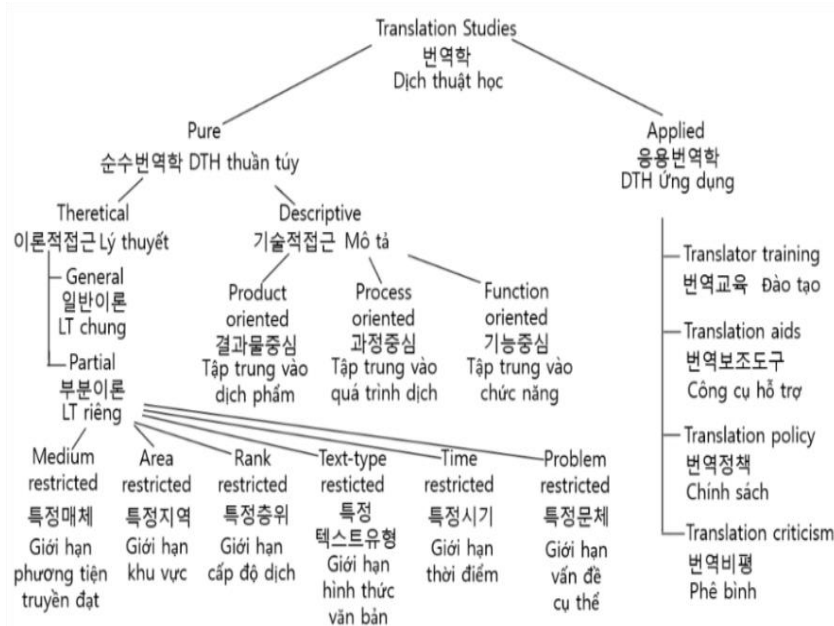 Translation Studies
번역학
Dịch thuật học
Pure
순수번역학 DTH thuần túy
Applied
응용번역학
DTH Ứng dụng
Theretical
이론적접근 Lý thuyết
Descriptive
기술적접근 Mô tả
General
일반이론
LT chung
Partial
부분이론
LT riêng
Product
oriented
결과물중심
Tập trung vào
dịch phẩm
Process
oriented
과정중심
Tập trung vào
quá trình dịch
Function
oriented
기능중심
Tập trung vào
chức năng
Translator training
번역교육 Đào tạo
Translation aids
번역보조도구
Công cụ hỗ trợ
Translation policy
번역정책
Chính sách
Translation criticism
번역비평
Phê bình
Medium
restricted
특정매체
Giới hạn
phương tiện
truyền đạt
Area
restricted
특정지역
Giới hạn
khu vực
Rank
restricted
특정층위
Giới hạn
cấp độ dịch
Text-type
resticted
특정
텍스트유형
Giới hạn
hình thức
văn bản
Time
restricted
특정시기
Giới hạn
thời điểm
Problem
restricted
특정문체
Giới hạn
vấn đề
cụ thể